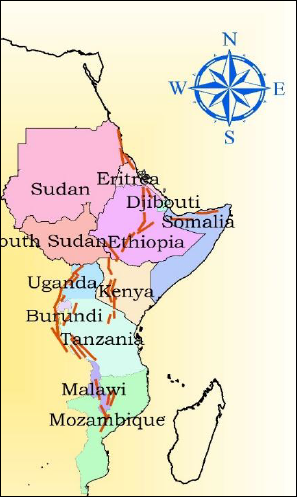 N
W E
S
Eritrea
Sudan
Djibouti
Somalia
outh Sudan
Ethiopia
Uganda
Kenya
Burundi
Tanzania
Malawi
Mozambique